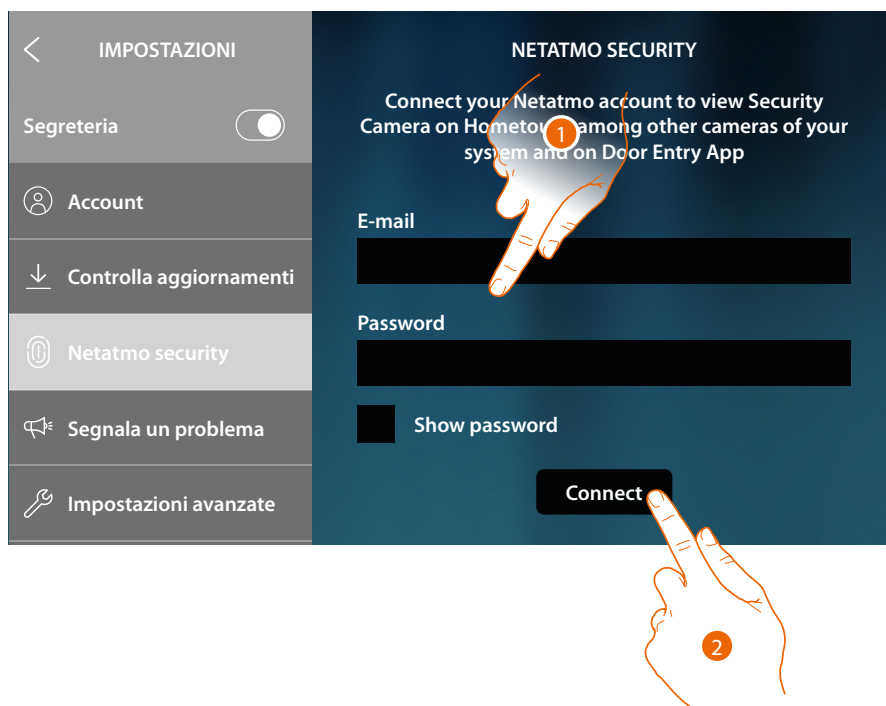 IMPOSTAZIONI
Segreteria
Account
Controlla aggiornamenti
Netatmo security
Segnala un problema
Impostazioni avanzate
NETATMO SECURITY
Connect your Netatmo account to view Security
Camera on among other cameras of your
system and on Door Entry App
E-mail
Password
Show password
Connect
1
2